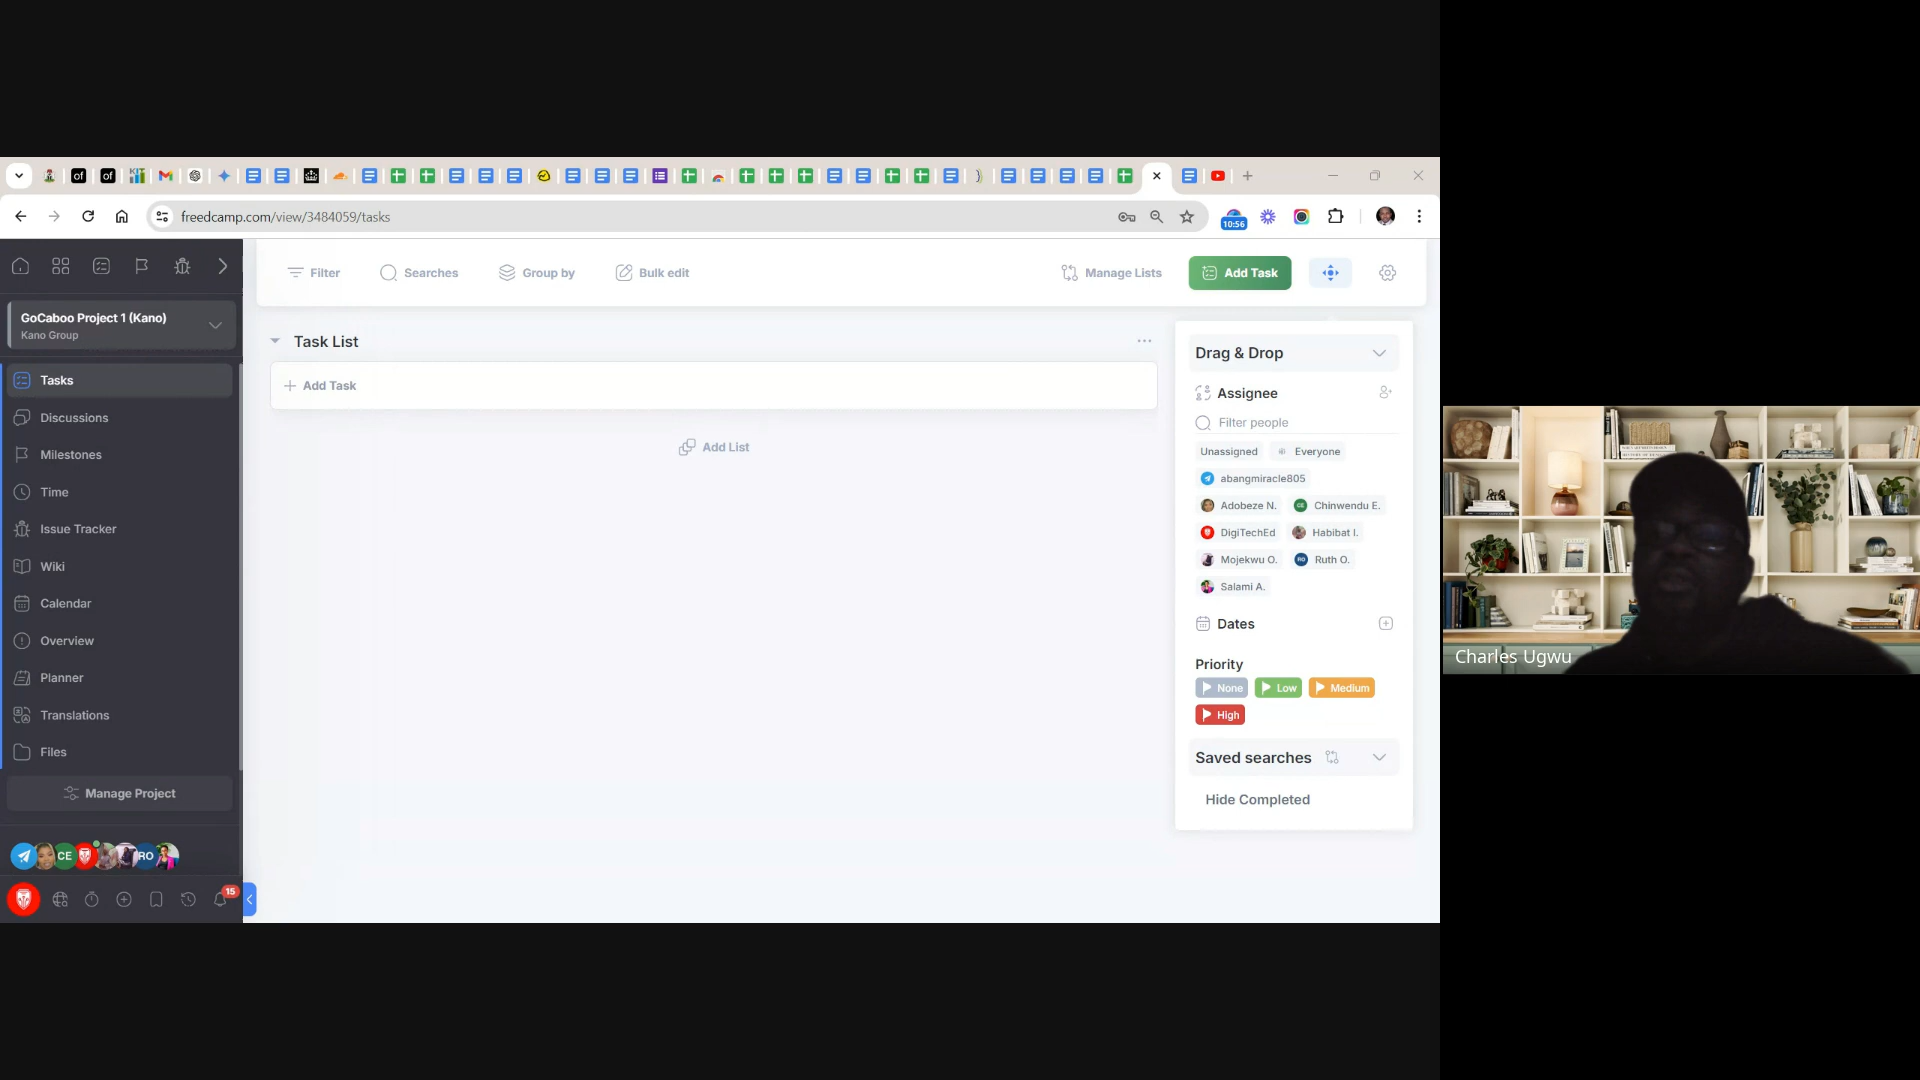 freedcamp.com/view/3484059/tasks
10:56
Filter
Searches
Group by
Bulk edit
Manage Lists
Add Task
GoCaboo Project 1 (Kano)
Kano Group
Tasks
Discussions
Milestones
Time
Issue Tracker
Wiki
Calendar
Overview
Planner
Translations
Files
Manage Project
CE
RO
15
Task List
Add Task
Add List
Drag & Drop
Assignee
Filter people
Unassigned
Everyone
abangmiracle805
Adobeze N.
CE Chinwendu E.
DigiTechEd
Habibat I.
Mojekwu O.
RO Ruth O.
Salami A.
Dates
Priority
None
Low
Medium
High
Saved searches
Hide Completed
Charles Ugwu